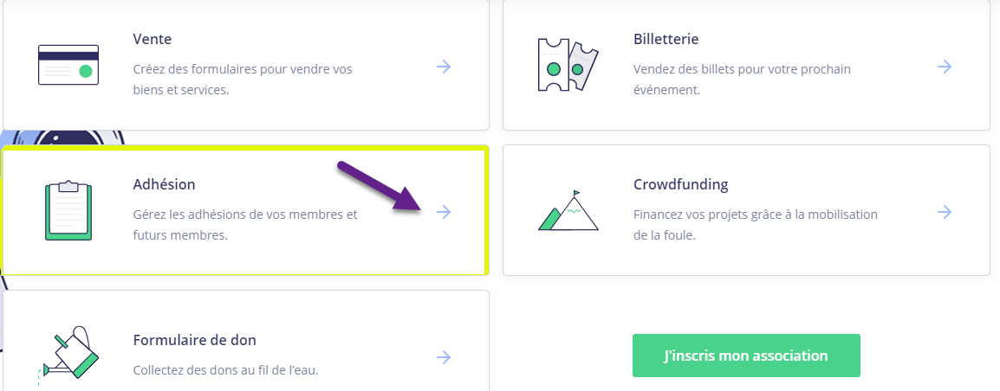 Vente
Créez des formulaires pour vendre vos
biens et services.
Billetterie
Vendez des billets pour votre prochain
événement.
Adhésion
Gérez les adhésions de vos membres et
futurs membres.
Crowdfunding
Financez vos projets grâce à la mobilisation
de la foule.
Formulaire de don
Collectez des dons au fil de l’eau.
J'inscris mon association